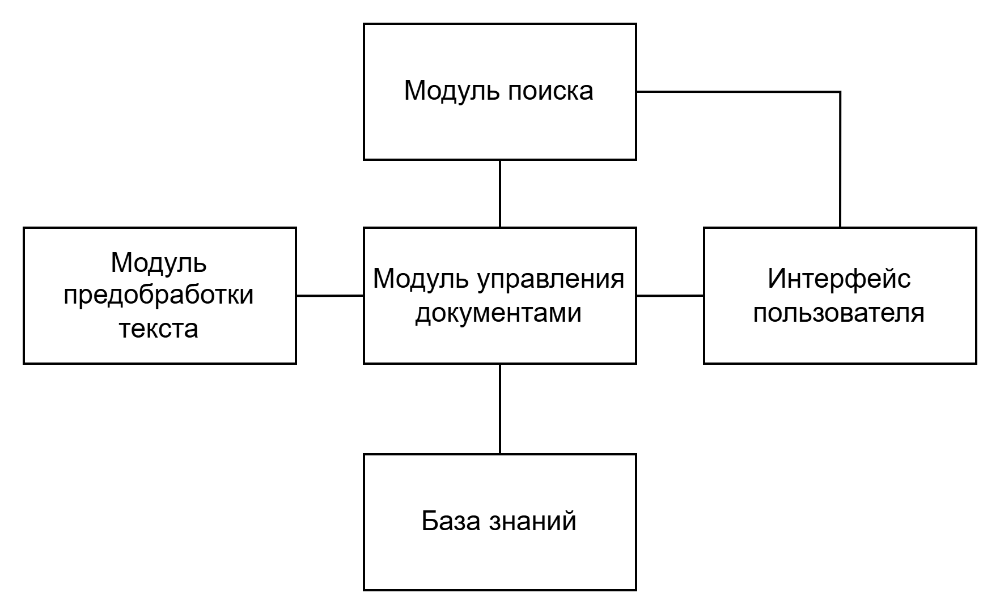 Модуль поиска
Модуль
предобработки
текста
Модуль управления
документами
Интерфейс
пользователя
База знаний